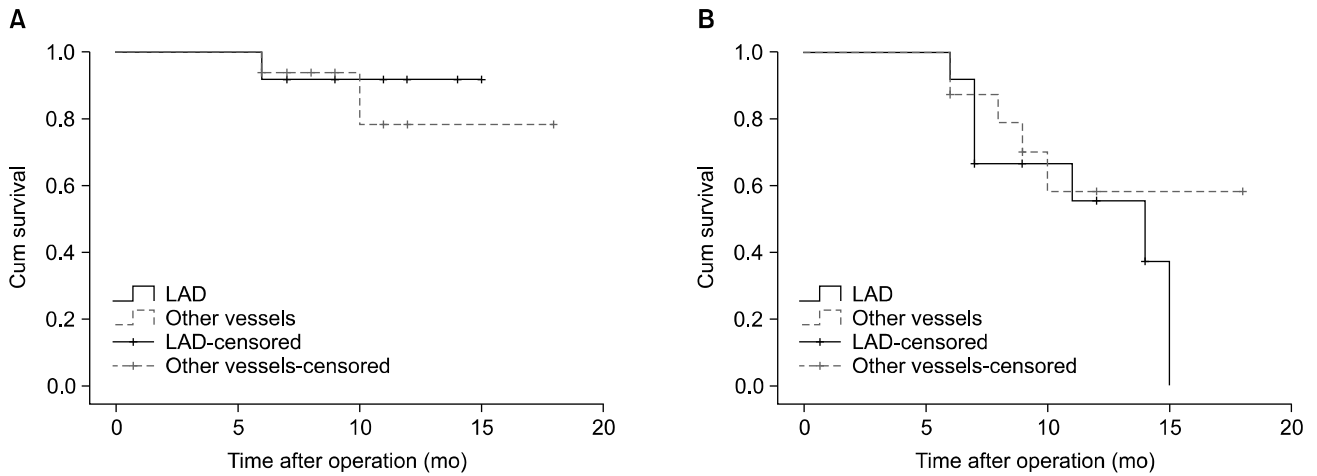 A
Cum survival
1.0
0.8
0.6
0.4
0.2
0.0
LAD
Other vessels
LAD-censored
Other vessels-censored
0 5 10 15 20
Time after operation (mo)
B
Cum survival
1.0
0.8
0.6
0.4
0.2
0.0
LAD
Other vessels
LAD-censored
Other vessels-censored
0 5 10 15 20
Time after operation (mo)